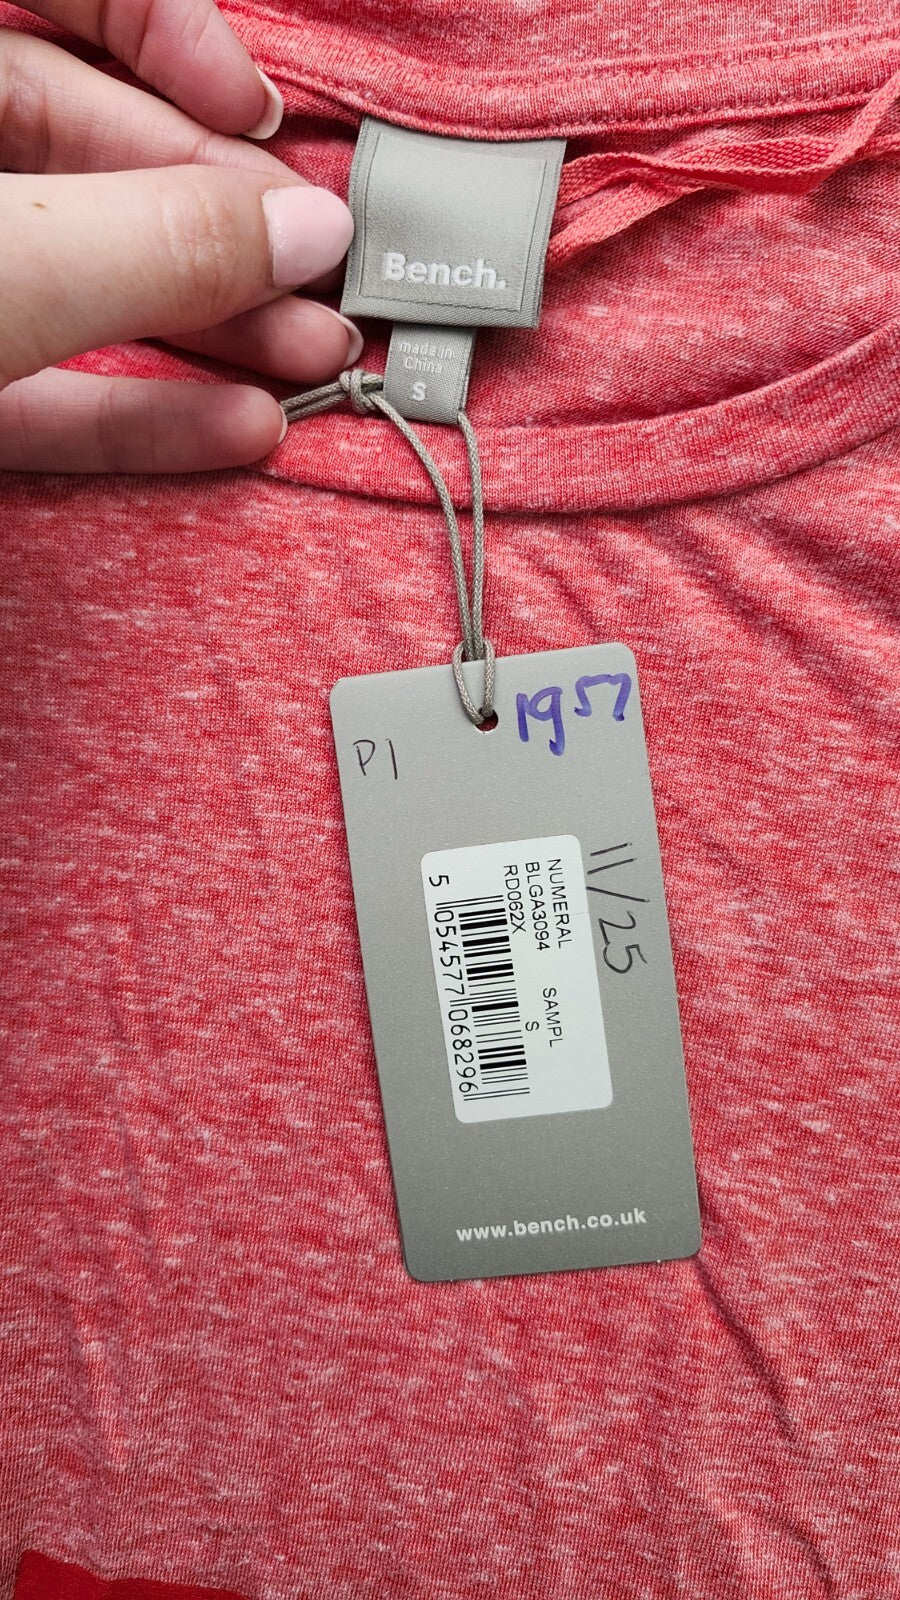 Bench.
made in
China
S
1957
P1
11/25
NUMERAL SAMPL
BLGA3094 S
RD062X
5 054577 068296
www.bench.co.uk